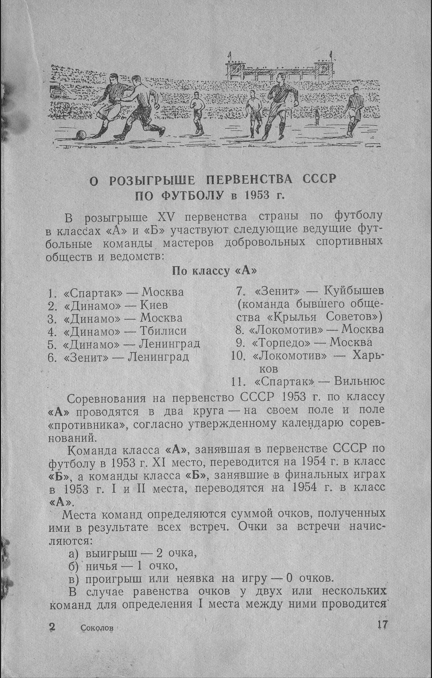 О РОЗЫГРЫШЕ ПЕРВЕНСТВА СССР
ПО ФУТБОЛУ в 1953 г.
В розыгрыше XV первенства страны по футболу
в классах «А» и «Б» участвуют следующие ведущие фут-
больные команды мастеров добровольных спортивных
обществ и ведомств:
По классу «А»
1. «Спартак» — Москва
2. «Динамо» — Киев
3. «Динамо» — Москва
4. «Динамо» — Тбилиси
5. «Динамо» — Ленинград
6. «Зенит» — Ленинград
7. «Зенит» — Куйбышев
(команда бывшего обще-
ства «Крылья Советов»)
8. «Локомотив» — Москва
9. «Торпедо» — Москва
10. «Локомотив» — Харь-
ков
11. «Спартак» — Вильнюс
Соревнования на первенство СССР 1953 г. по классу
«А» проводятся в два круга — на своем поле и поле
«противника», согласно утвержденному календарю сорев-
нований.
Команда класса «А», занявшая в первенстве СССР по
футболу в 1953 г. XI место, переводится на 1954 г. в класс
«Б», а команды класса «Б», занявшие в финальных играх
в 1953 г. I и II места, переводятся на 1954 г. в класс
«А».
Места команд определяются суммой очков, полученных
ими в результате всех встреч. Очки за встречи начис-
ляются:
а) выигрыш — 2 очка,
б) ничья — 1 очко,
в) проигрыш или неявка на игру — 0 очков.
В случае равенства очков у двух или нескольких
команд для определения I места между ними проводится
2 Соколов 17